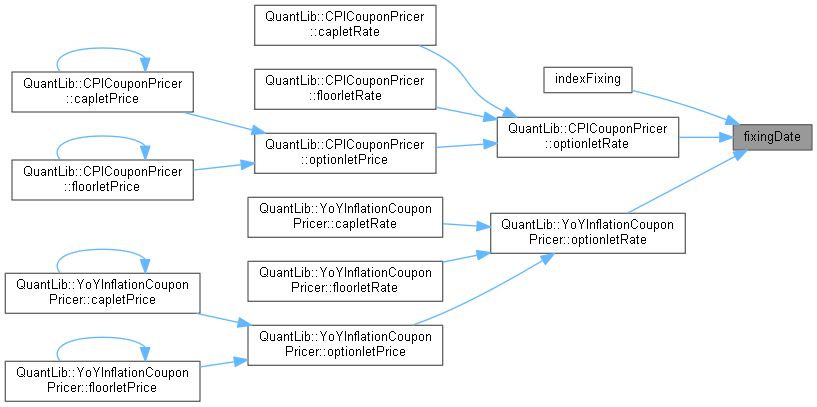 QuantLib::CPICouponPricer
::capletRate
QuantLib::CPICouponPricer
::capletPrice
QuantLib::CPICouponPricer
::floorletRate
indexFixing
QuantLib::CPICouponPricer
::optionletRate
fixingDate
QuantLib::CPICouponPricer
::optionletPrice
QuantLib::CPICouponPricer
::floorletPrice
QuantLib::YoYInflationCoupon
Pricer::capletRate
QuantLib::YoYInflationCoupon
Pricer::optionletRate
QuantLib::YoYInflationCoupon
Pricer::floorletRate
QuantLib::YoYInflationCoupon
Pricer::capletPrice
QuantLib::YoYInflationCoupon
Pricer::optionletPrice
QuantLib::YoYInflationCoupon
Pricer::floorletPrice